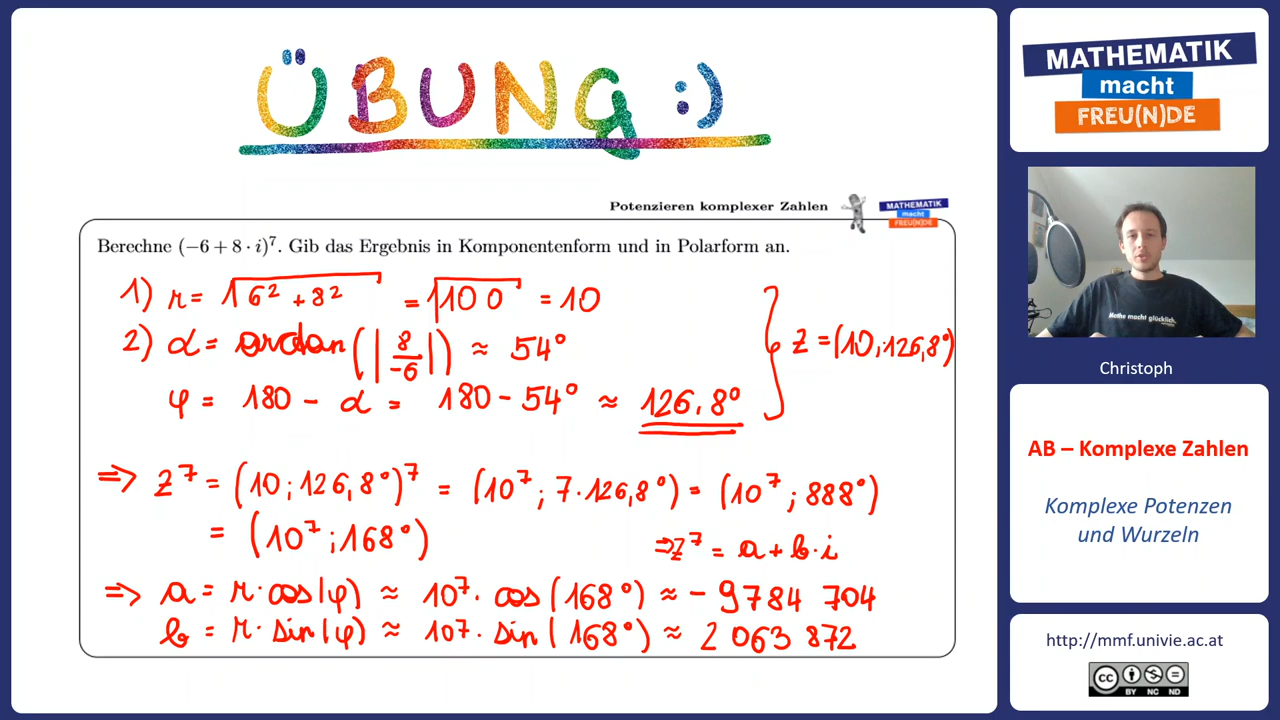 ÜBUNG :)
Potenzieren komplexer Zahlen
MATHEMATIK
macht
FREU(N)DE
Berechne (−6 + 8 · i)⁷. Gib das Ergebnis in Komponentenform und in Polarform an.
1) r = √(6² + 8²) = √100 = 10
2) α = arctan(|8/−6|) ≈ 54°
φ = 180 − α = 180 − 54° ≈ 126,8°
z = (10; 126,8°)
⇒ z⁷ = (10; 126,8°)⁷ = (10⁷; 7·126,8°) = (10⁷; 888°)
= (10⁷; 168°)
⇒ z⁷ = a + b·i
⇒ a = r·cos(φ) ≈ 10⁷·cos(168°) ≈ −9784 704
b = r·sin(φ) ≈ 10⁷·sin(168°) ≈ 2 063 872
MATHEMATIK
macht
FREU(N)DE
Mathe macht glücklich.
Christoph
AB – Komplexe Zahlen
Komplexe Potenzen
und Wurzeln
http://mmf.univie.ac.at
cc
BY NC ND